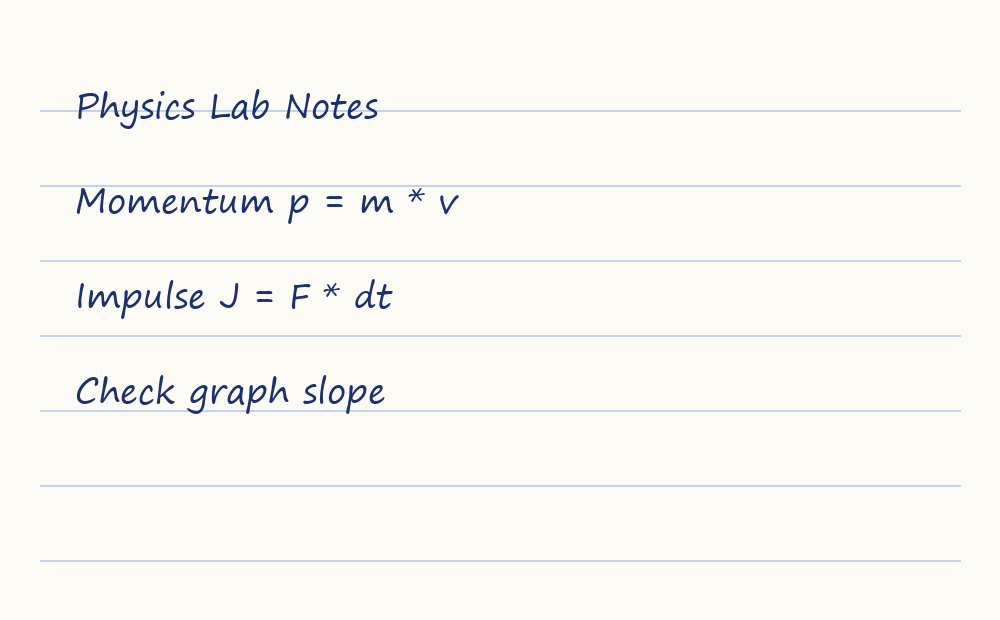 Physics Lab Notes
Momentum p = m * v
Impulse J = F * dt
Check graph slope